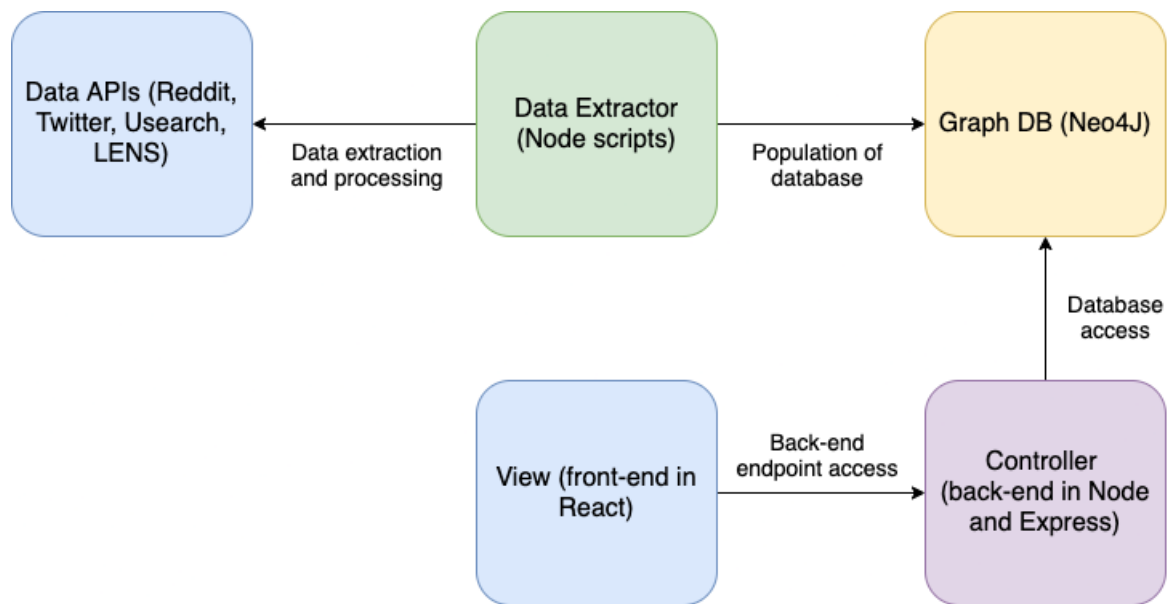 Data APIs (Reddit,
Twitter, Usearch,
LENS)
Data extraction
and processing
Data Extractor
(Node scripts)
Population of
database
Graph DB (Neo4J)
Database
access
View (front-end in
React)
Back-end
endpoint access
Controller
(back-end in Node
and Express)